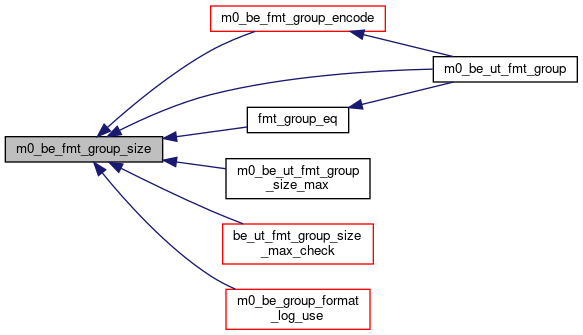 m0_be_fmt_group_encode
m0_be_ut_fmt_group
fmt_group_eq
m0_be_fmt_group_size
m0_be_ut_fmt_group
_size_max
be_ut_fmt_group_size
_max_check
m0_be_group_format
_log_use